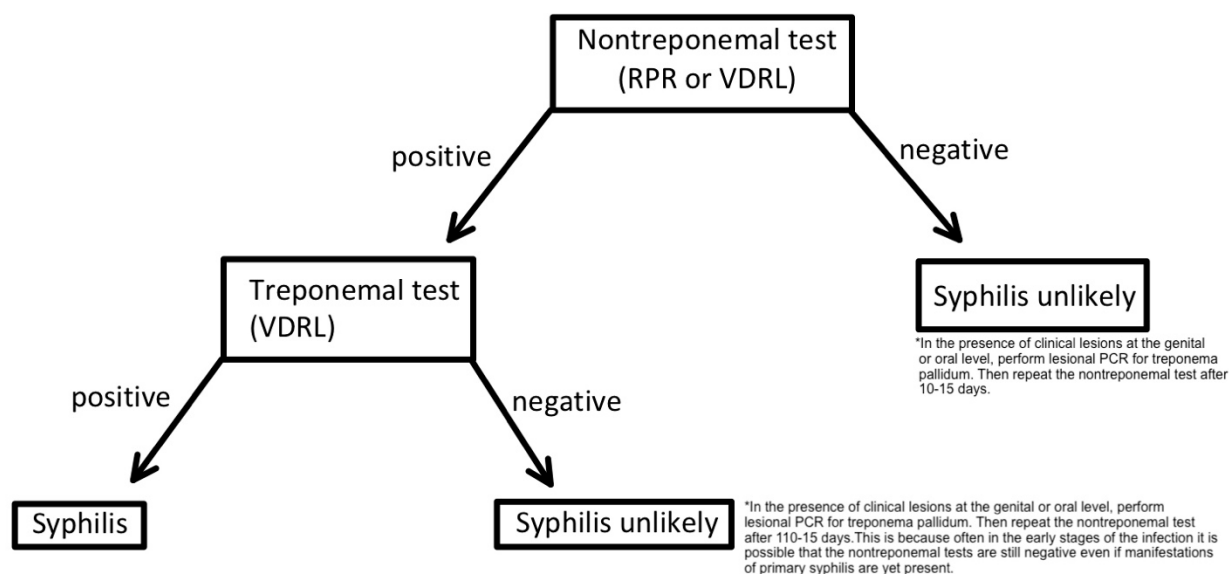 Nontreponemal test
(RPR or VDRL)
positive
negative
Treponemal test
(VDRL)
Syphilis unlikely
*In the presence of clinical lesions at the genital
or oral level, perform lesional PCR for treponema
pallidum. Then repeat the nontreponemal test after
10-15 days.
positive
negative
Syphilis
Syphilis unlikely
*In the presence of clinical lesions at the genital or oral level, perform
lesional PCR for treponema pallidum. Then repeat the nontreponemal test
after 110-15 days.This is because often in the early stages of the infection it is
possible that the nontreponemal tests are still negative even if manifestations
of primary syphilis are yet present.